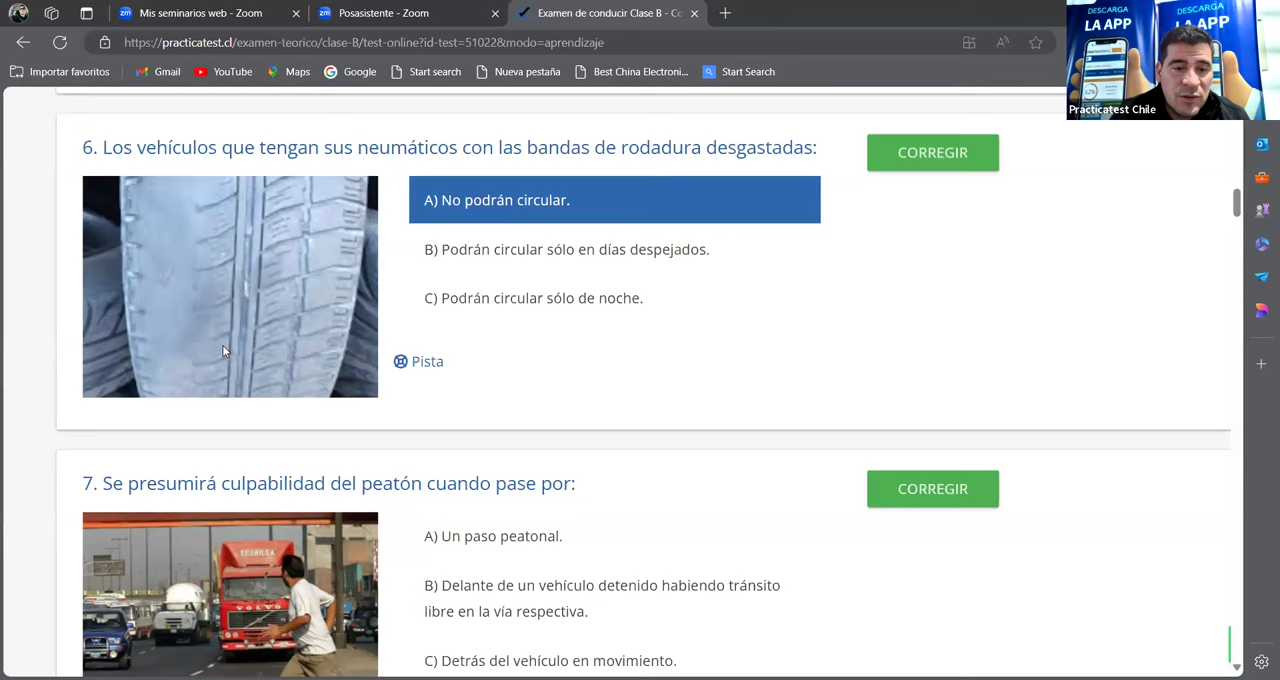 Mis seminarios web - Zoom
Posasistente - Zoom
Examen de conducir Clase B - Co
https://practicatest.cl/examen-teorico/clase-B/test-online?id-test=51022&modo=aprendizaje
Importar favoritos
Gmail
YouTube
Maps
Google
Start search
Nueva pestaña
Best China Electroni...
Start Search
DESCARGA
LA APP
DESCARGA
LA APP
Practicatest Chile
6. Los vehículos que tengan sus neumáticos con las bandas de rodadura desgastadas:
CORREGIR
A) No podrán circular.
B) Podrán circular sólo en días despejados.
C) Podrán circular sólo de noche.
Pista
7. Se presumirá culpabilidad del peatón cuando pase por:
CORREGIR
A) Un paso peatonal.
B) Delante de un vehículo detenido habiendo tránsito
libre en la vía respectiva.
C) Detrás del vehículo en movimiento.
VOLVO